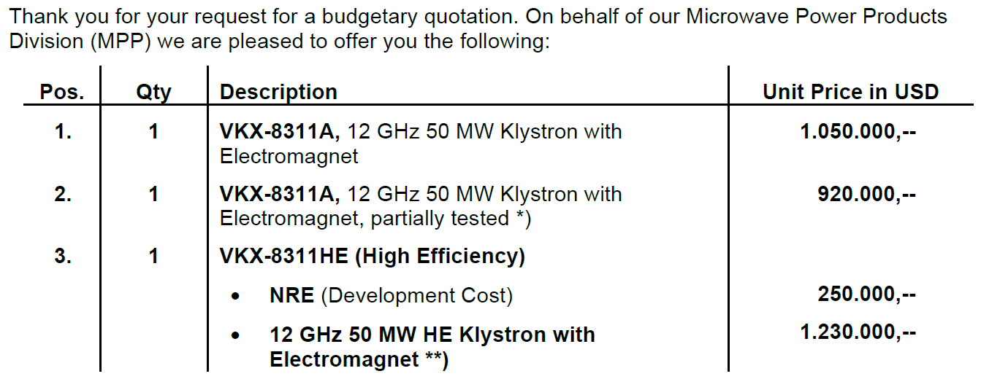 Thank you for your request for a budgetary quotation. On behalf of our Microwave Power Products
Division (MPP) we are pleased to offer you the following:
Pos. Qty Description Unit Price in USD
1. 1 VKX-8311A, 12 GHz 50 MW Klystron with 1.050.000,--
Electromagnet
2. 1 VKX-8311A, 12 GHz 50 MW Klystron with 920.000,--
Electromagnet, partially tested *)
3. 1 VKX-8311HE (High Efficiency)
• NRE (Development Cost) 250.000,--
• 12 GHz 50 MW HE Klystron with 1.230.000,--
Electromagnet **)